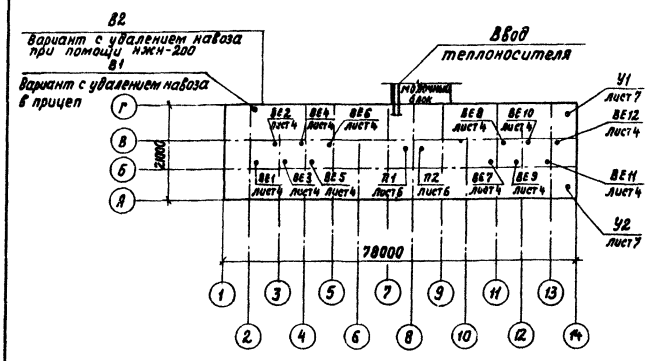 В2
Вариант с удалением навоза
при помощи НЖН-200
В1
Вариант с удалением навоза
в прицеп
Ввод
теплоносителя
молочный
блок
У1
лист 7
ВЕ2
лист 4
ВЕ4
лист 4
ВЕ6
лист 4
ВЕ8
лист 4
ВЕ10
лист 4
ВЕ12
лист 4
Г
В
Б
Я
21000
ВЕ1
лист 4
ВЕ3
лист 4
ВЕ5
лист 4
П1
лист 6
П2
лист 6
ВЕ7
лист 4
ВЕ9
лист 4
ВЕ11
лист 4
У2
лист 7
78000
1
2
3
4
5
6
7
8
9
10
11
12
13
14